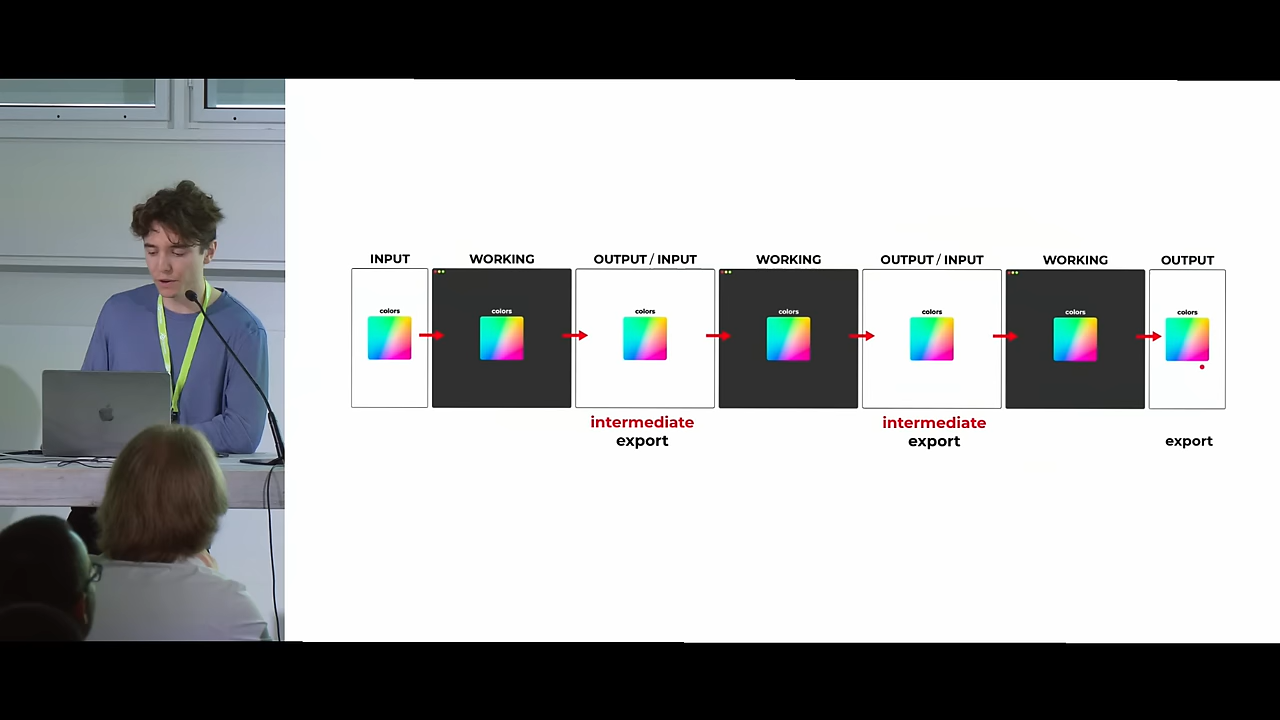 INPUT
WORKING
OUTPUT / INPUT
WORKING
OUTPUT / INPUT
WORKING
OUTPUT
colors
colors
colors
colors
colors
colors
colors
intermediate
export
intermediate
export
export